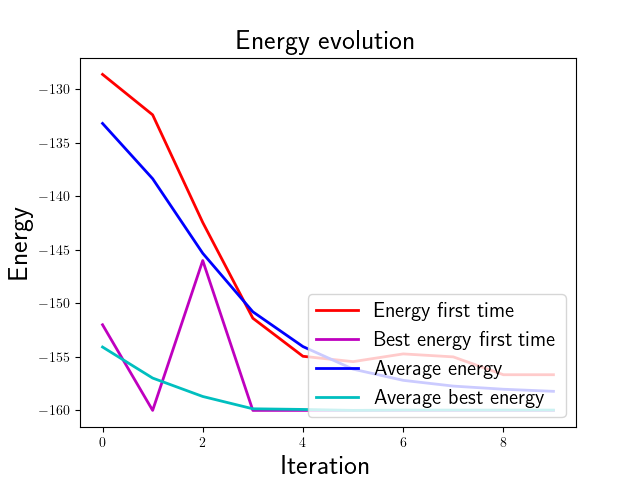 Energy evolution
−130
−135
−140
−145
−150
−155
−160
Energy
0
2
4
6
8
Iteration
Energy first time
Best energy first time
Average energy
Average best energy